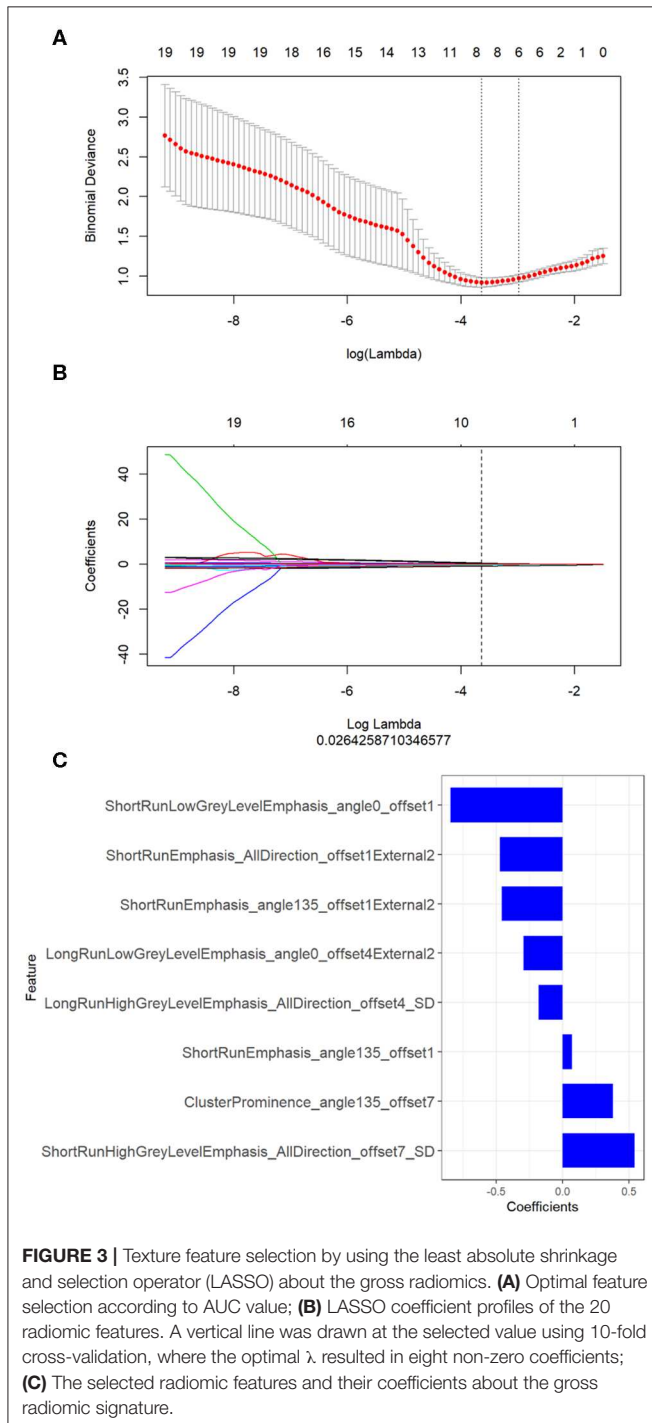 A
19 19 19 19 18 16 15 14 13 11 8 8 6 6 2 1 0
3.5
3.0
2.5
2.0
1.5
1.0
Binomial Deviance
-8 -6 -4 -2
log(Lambda)
B
19 16 10 1
40
20
0
-20
-40
Coefficients
-8 -6 -4 -2
Log Lambda
0.0264258710346577
C
ShortRunLowGreyLevelEmphasis_angle0_offset1
ShortRunEmphasis_AllDirection_offset1External2
ShortRunEmphasis_angle135_offset1External2
LongRunLowGreyLevelEmphasis_angle0_offset4External2
LongRunHighGreyLevelEmphasis_AllDirection_offset4_SD
ShortRunEmphasis_angle135_offset1
ClusterProminence_angle135_offset7
ShortRunHighGreyLevelEmphasis_AllDirection_offset7_SD
Feature
-0.5 0.0 0.5
Coefficients
FIGURE 3 | Texture feature selection by using the least absolute shrinkage
and selection operator (LASSO) about the gross radiomics. (A) Optimal feature
selection according to AUC value; (B) LASSO coefficient profiles of the 20
radiomic features. A vertical line was drawn at the selected value using 10-fold
cross-validation, where the optimal λ resulted in eight non-zero coefficients;
(C) The selected radiomic features and their coefficients about the gross
radiomic signature.